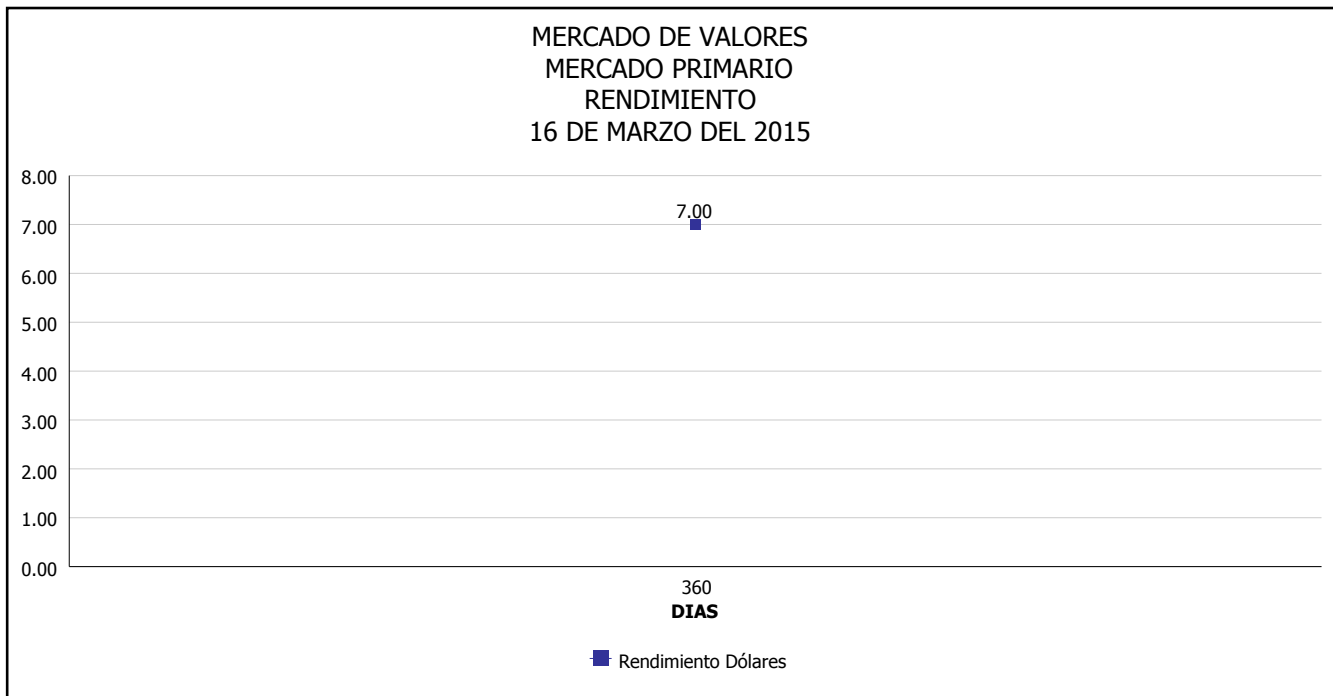 MERCADO DE VALORES
MERCADO PRIMARIO
RENDIMIENTO
16 DE MARZO DEL 2015
8.00
7.00
7.00
6.00
5.00
4.00
3.00
2.00
1.00
0.00
360
DIAS
Rendimiento Dólares